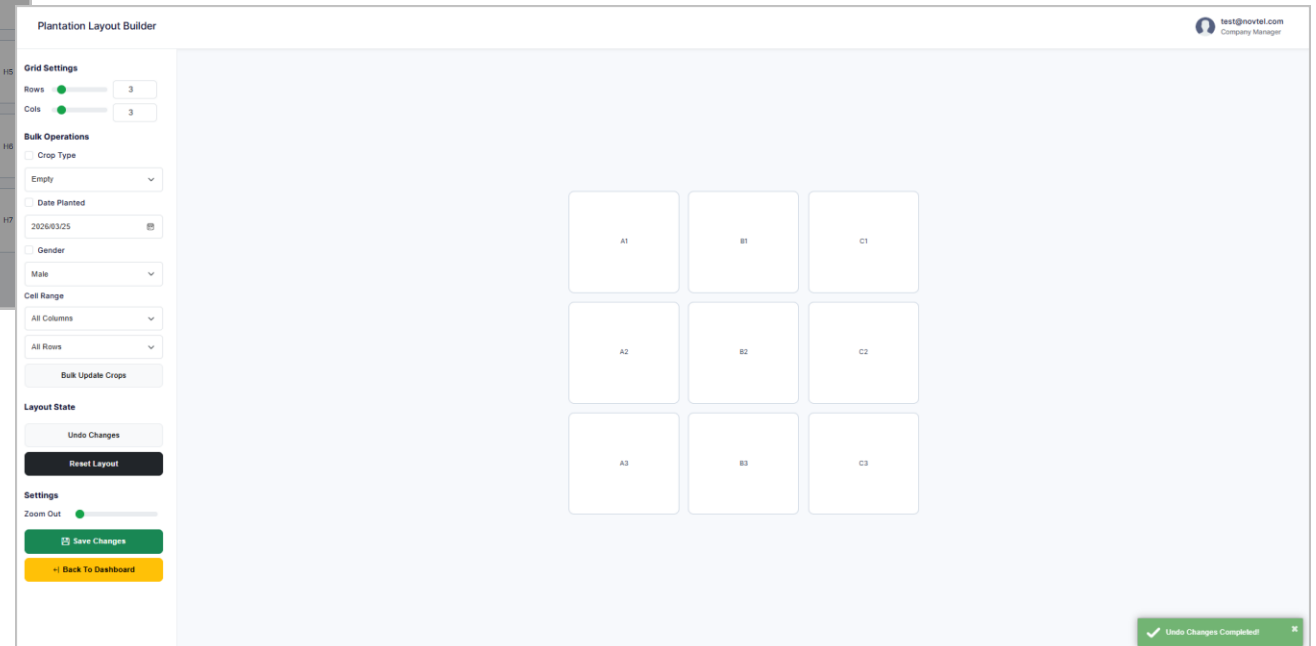 Plantation Layout Builder
test@novtel.com
Company Manager
H5
H6
H7
Grid Settings
Rows 3
Cols 3
Bulk Operations
Crop Type
Empty
Date Planted
2026/03/25
Gender
Male
Cell Range
All Columns
All Rows
Bulk Update Crops
Layout State
Undo Changes
Reset Layout
Settings
Zoom Out
Save Changes
Back To Dashboard
A1 B1 C1
A2 B2 C2
A3 B3 C3
Undo Changes Completed!